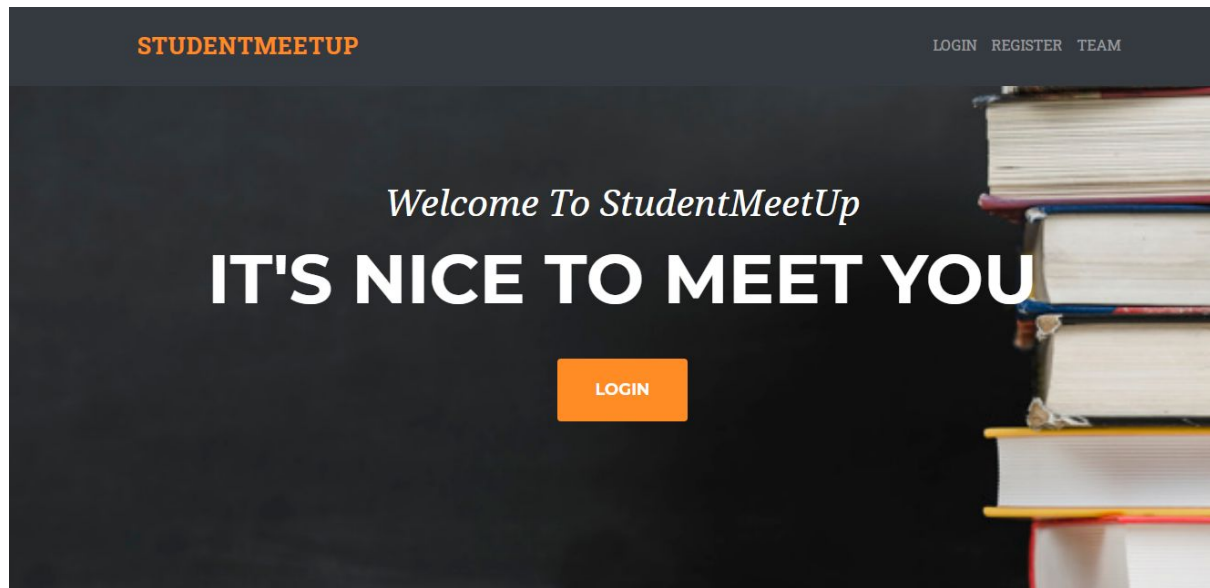 STUDENTMEETUP
LOGIN REGISTER TEAM
Welcome To StudentMeetUp
IT'S NICE TO MEET YOU
LOGIN